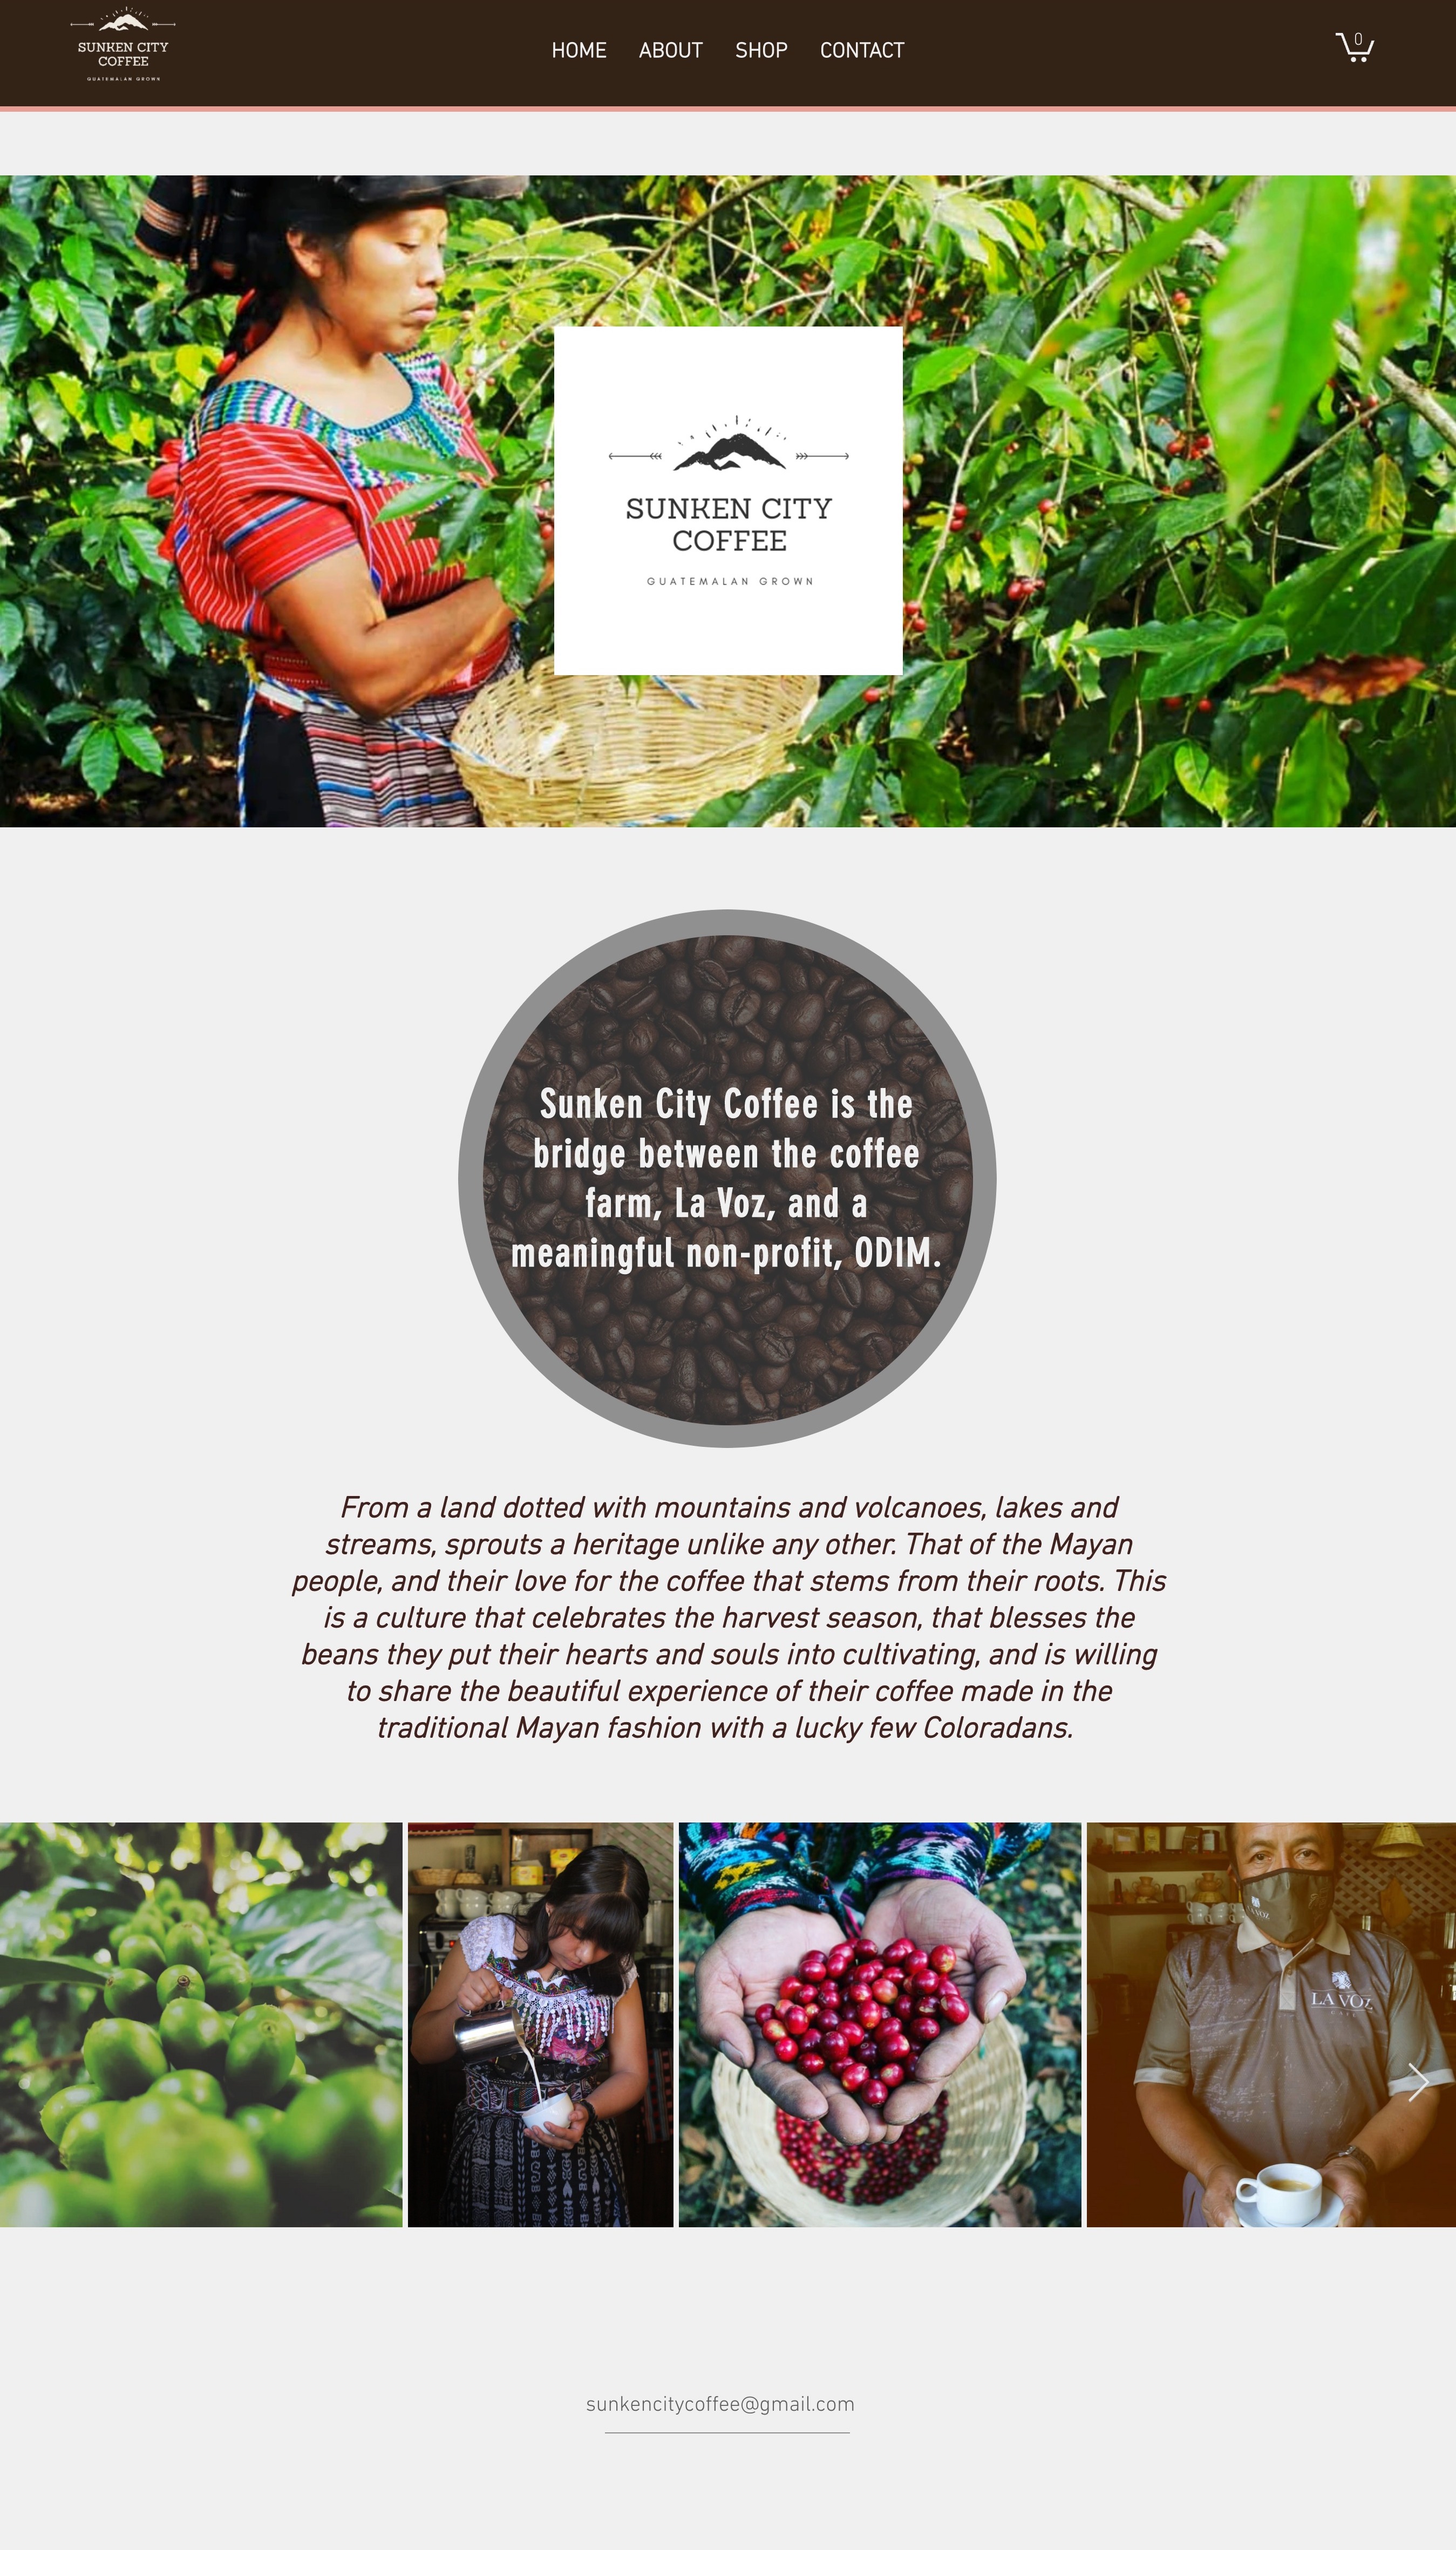 SUNKEN CITY
COFFEE
GUATEMALAN GROWN
HOME ABOUT SHOP CONTACT
0
SUNKEN CITY
COFFEE
GUATEMALAN GROWN
Sunken City Coffee is the
bridge between the coffee
farm, La Voz, and a
meaningful non-profit, ODIM.
From a land dotted with mountains and volcanoes, lakes and
streams, sprouts a heritage unlike any other. That of the Mayan
people, and their love for the coffee that stems from their roots. This
is a culture that celebrates the harvest season, that blesses the
beans they put their hearts and souls into cultivating, and is willing
to share the beautiful experience of their coffee made in the
traditional Mayan fashion with a lucky few Coloradans.
LA VOZ
LA VOZ
sunkencitycoffee@gmail.com